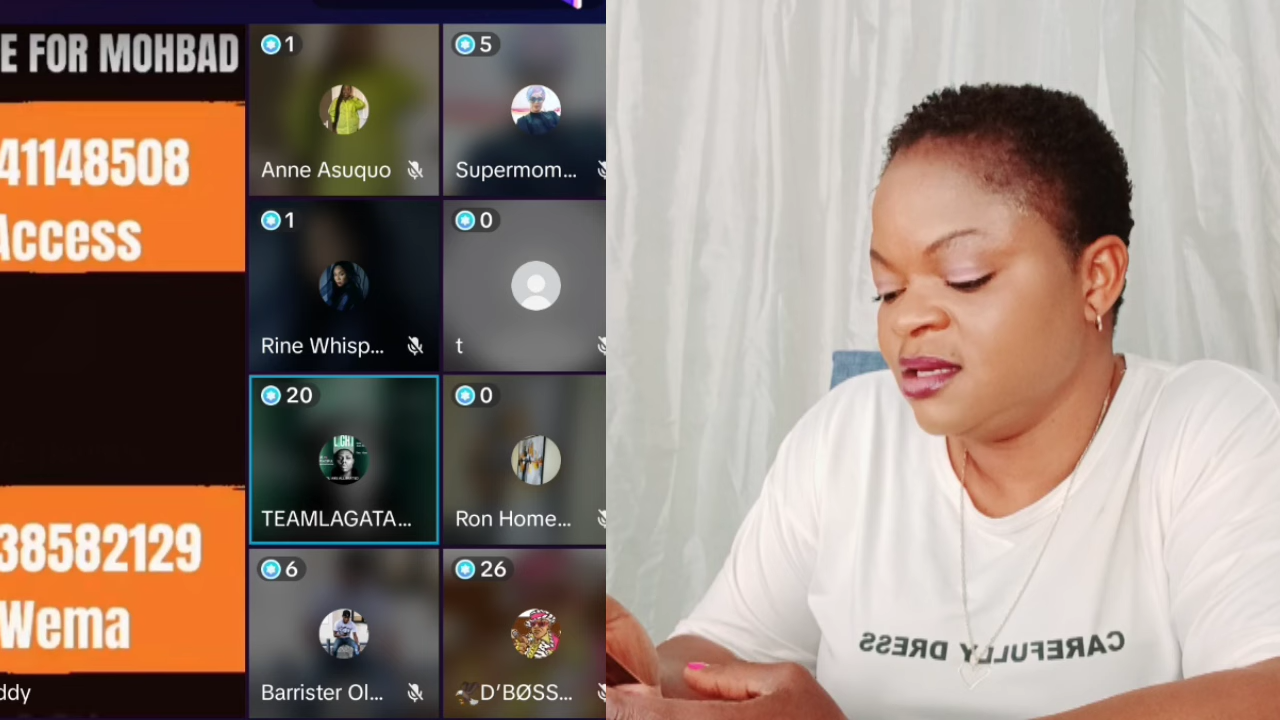 E FOR MOHBAD
41148508
Access
38582129
Wema
ddy
1
Anne Asuquo
5
Supermom...
1
Rine Whisp...
0
t
20
LIGHT
TEAMLAGATA...
0
Ron Home...
6
Barrister Ol...
26
D'BØSS...
CAREFULLY DRESS